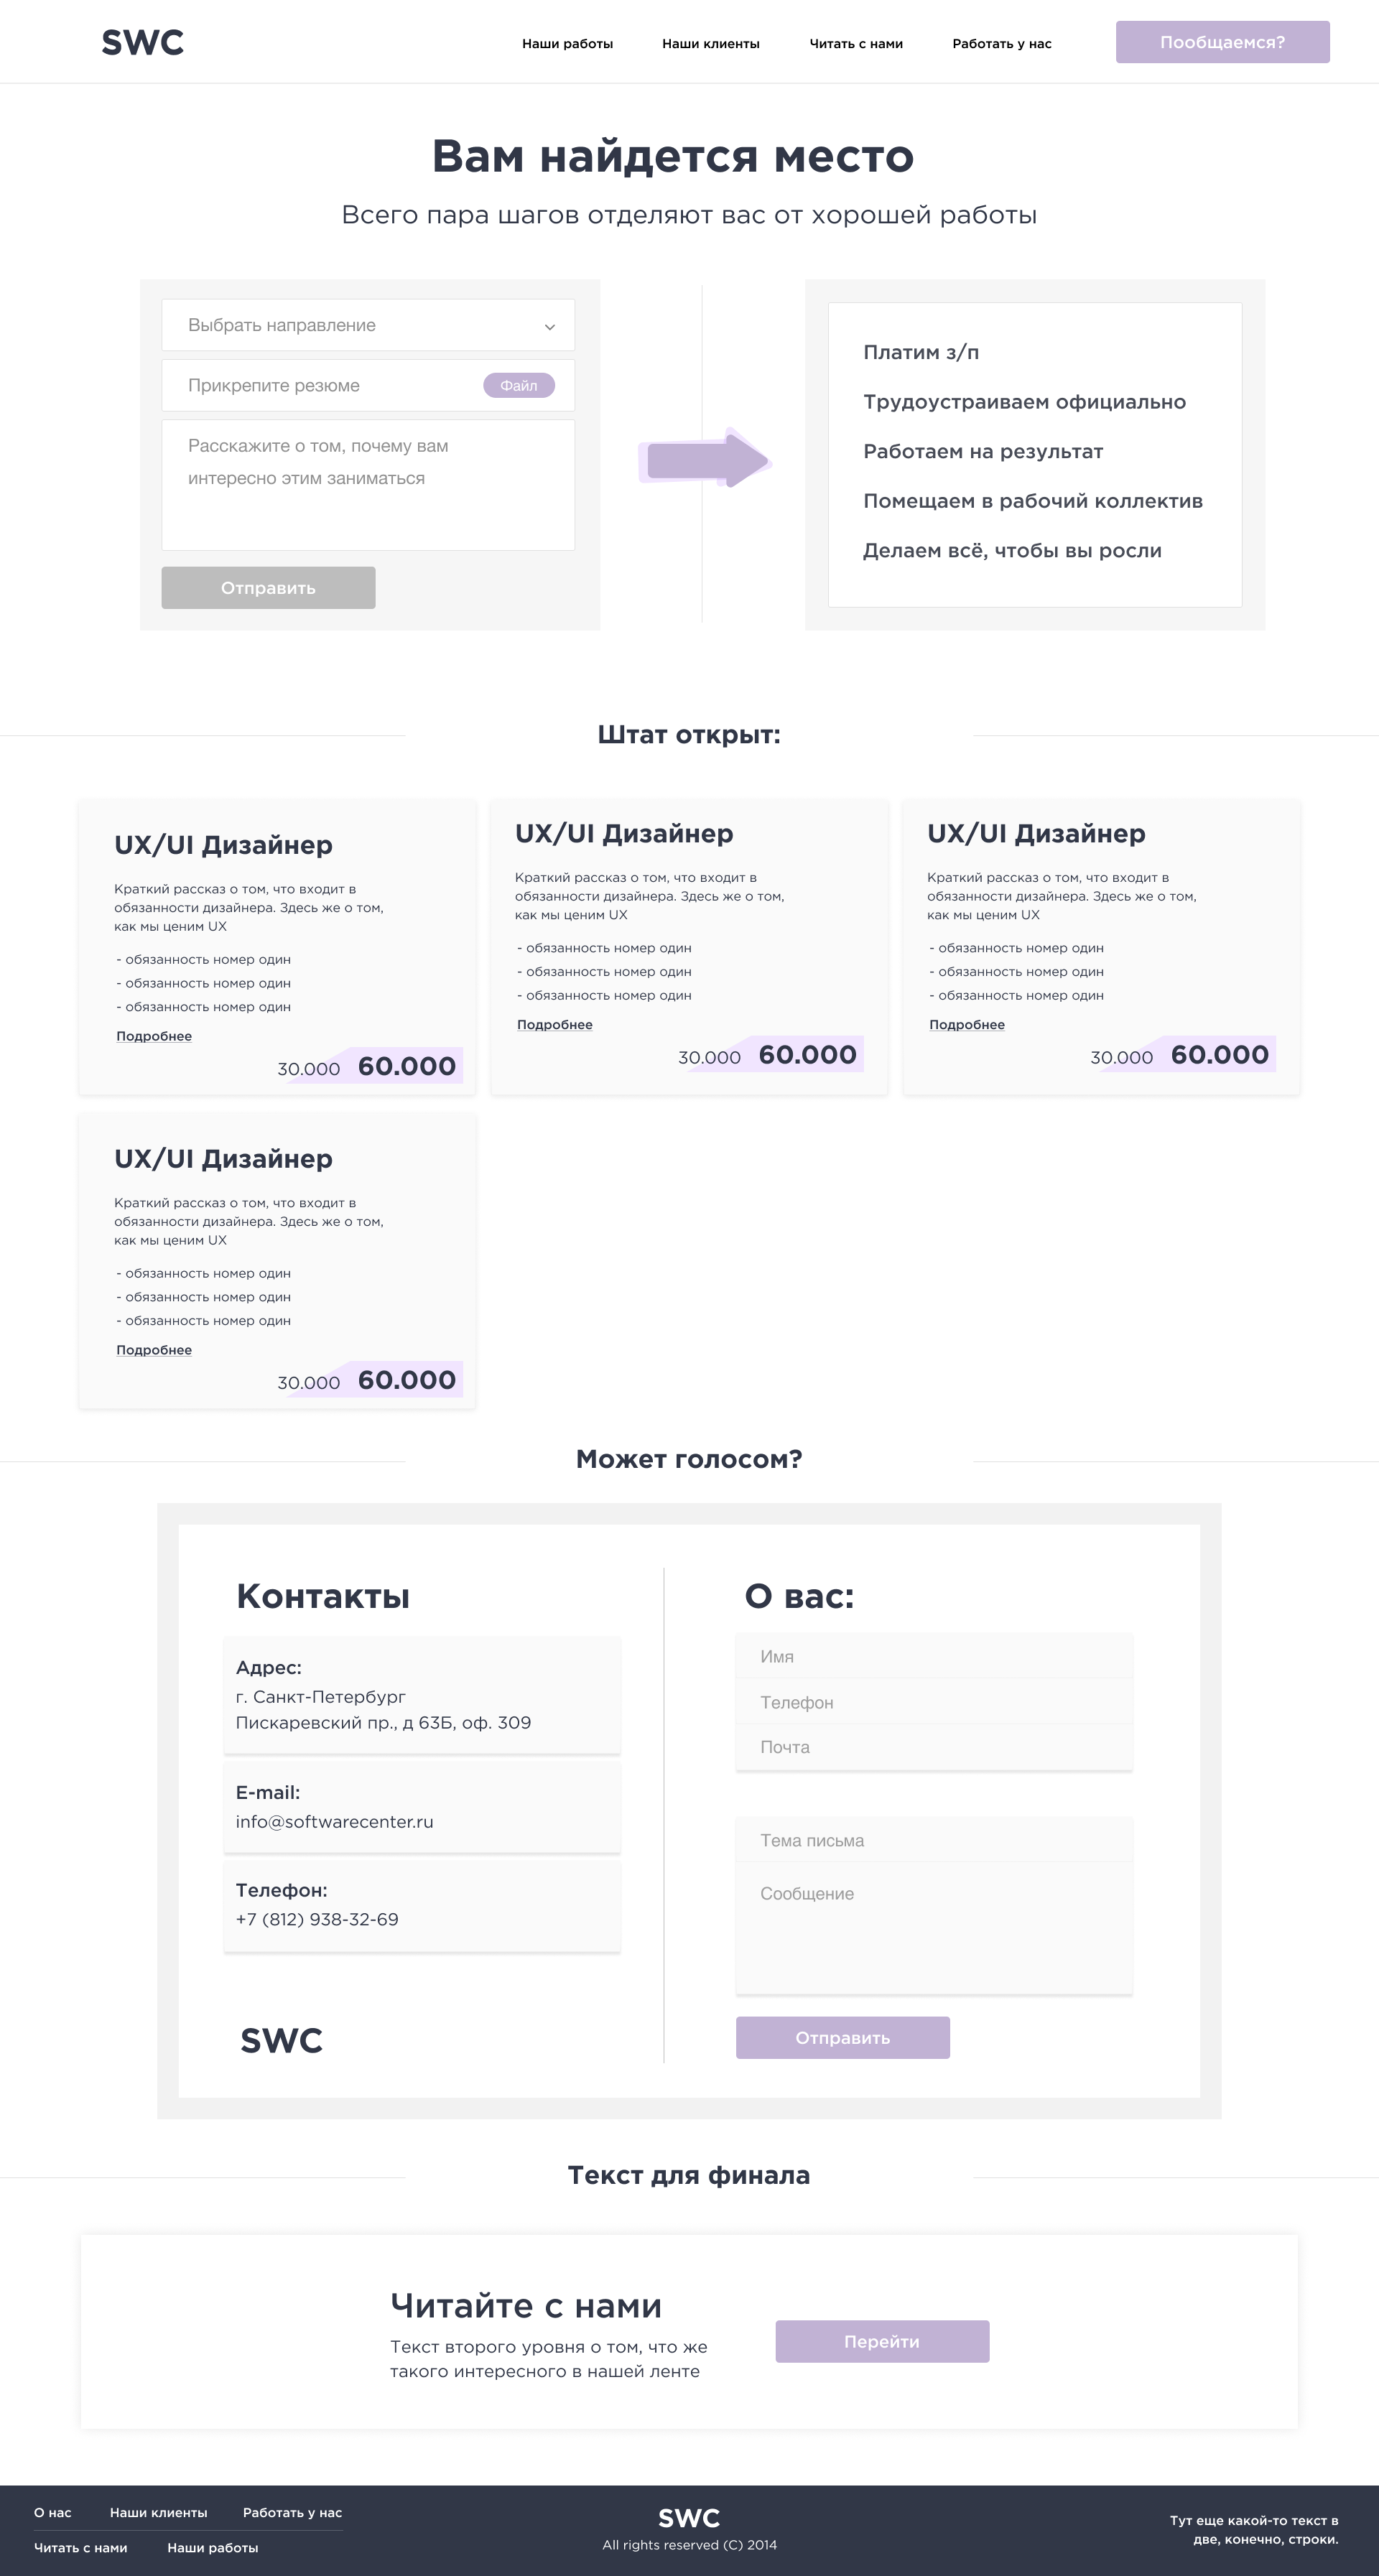 SWC
Наши работы
Наши клиенты
Читать с нами
Работать у нас
Пообщаемся?
Вам найдется место
Всего пара шагов отделяют вас от хорошей работы
Выбрать направление
Прикрепите резюме
Файл
Расскажите о том, почему вам
интересно этим заниматься
Отправить
Платим з/п
Трудоустраиваем официально
Работаем на результат
Помещаем в рабочий коллектив
Делаем всё, чтобы вы росли
Штат открыт:
UX/UI Дизайнер
Краткий рассказ о том, что входит в
обязанности дизайнера. Здесь же о том,
как мы ценим UX
- обязанность номер один
- обязанность номер один
- обязанность номер один
Подробнее
30.000 60.000
UX/UI Дизайнер
Краткий рассказ о том, что входит в
обязанности дизайнера. Здесь же о том,
как мы ценим UX
- обязанность номер один
- обязанность номер один
- обязанность номер один
Подробнее
30.000 60.000
UX/UI Дизайнер
Краткий рассказ о том, что входит в
обязанности дизайнера. Здесь же о том,
как мы ценим UX
- обязанность номер один
- обязанность номер один
- обязанность номер один
Подробнее
30.000 60.000
UX/UI Дизайнер
Краткий рассказ о том, что входит в
обязанности дизайнера. Здесь же о том,
как мы ценим UX
- обязанность номер один
- обязанность номер один
- обязанность номер один
Подробнее
30.000 60.000
Может голосом?
Контакты
Адрес:
г. Санкт-Петербург
Пискаревский пр., д 63Б, оф. 309
E-mail:
info@softwarecenter.ru
Телефон:
+7 (812) 938-32-69
SWC
О вас:
Имя
Телефон
Почта
Тема письма
Сообщение
Отправить
Текст для финала
Читайте с нами
Текст второго уровня о том, что же
такого интересного в нашей ленте
Перейти
О нас
Наши клиенты
Работать у нас
Читать с нами
Наши работы
SWC
All rights reserved (C) 2014
Тут еще какой-то текст в
две, конечно, строки.